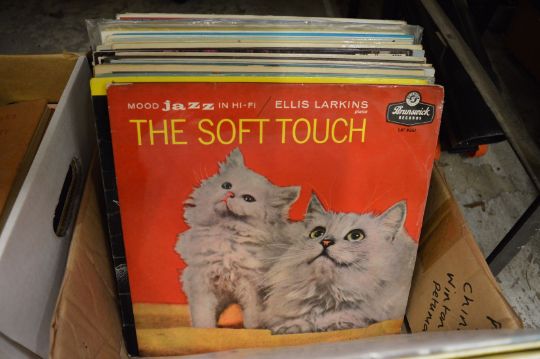 MOOD jazz IN HI-FI / ELLIS LARKINS
piano
THE SOFT TOUCH
Brunswick
RECORDS